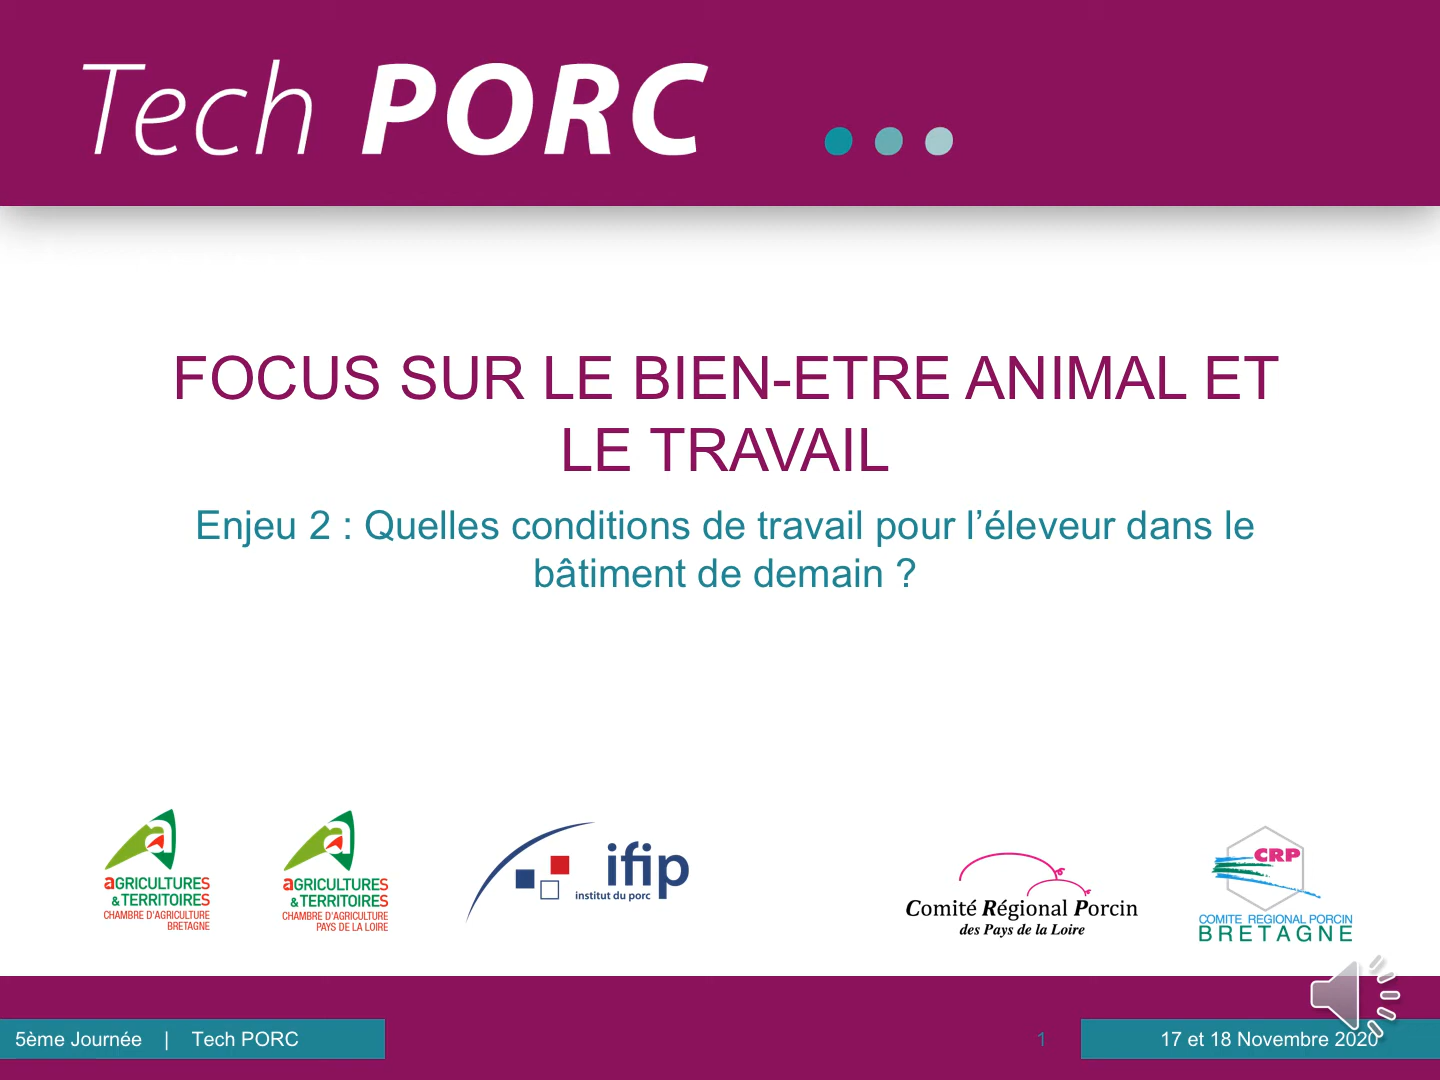 Tech PORC
FOCUS SUR LE BIEN-ETRE ANIMAL ET
LE TRAVAIL
Enjeu 2 : Quelles conditions de travail pour l’éleveur dans le
bâtiment de demain ?
aGRICULTURES
& TERRITOIRES
CHAMBRE D'AGRICULTURE
BRETAGNE
aGRICULTURES
& TERRITOIRES
CHAMBRE D'AGRICULTURE
PAYS DE LA LOIRE
ifip
institut du porc
Comité Régional Porcin
des Pays de la Loire
CRP
COMITE REGIONAL PORCIN
BRETAGNE
5ème Journée | Tech PORC
1
17 et 18 Novembre 2020